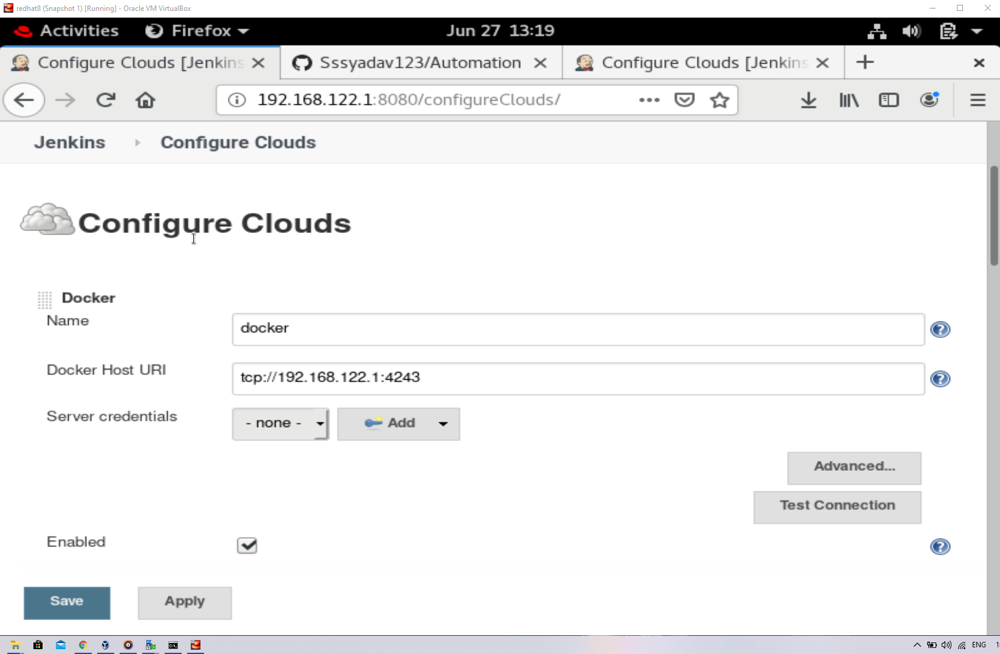 redhat8 (Snapshot 1) [Running] - Oracle VM VirtualBox
Activities Firefox Jun 27 13:19
Configure Clouds [Jenkins Sssyadav123/Automation Configure Clouds [Jenkins
192.168.122.1:8080/configureClouds/
Jenkins Configure Clouds
Configure Clouds
Docker
Name docker
Docker Host URI tcp://192.168.122.1:4243
Server credentials - none - Add
Advanced...
Test Connection
Enabled
Save Apply
ENG